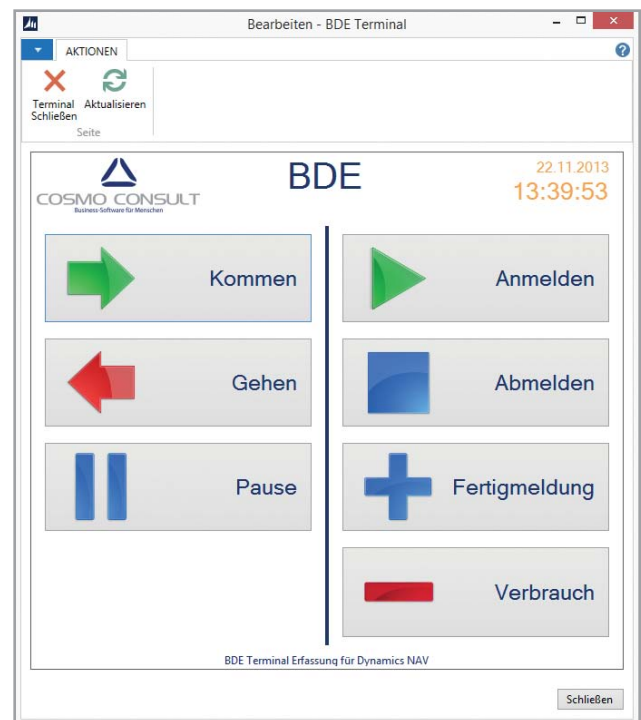 Bearbeiten - BDE Terminal
AKTIONEN
Terminal Schließen
Aktualisieren
Seite
COSMO CONSULT
Business-Software für Menschen
BDE
22.11.2013
13:39:53
Kommen
Anmelden
Gehen
Abmelden
Pause
Fertigmeldung
Verbrauch
BDE Terminal Erfassung für Dynamics NAV
Schließen